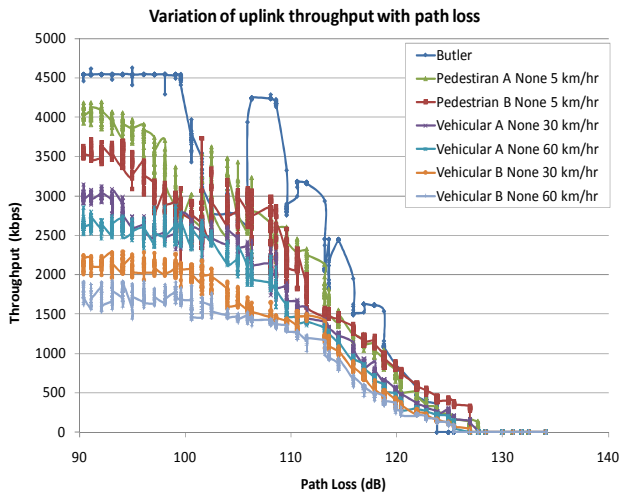 Variation of uplink throughput with path loss
Throughput (kbps)
5000
4500
4000
3500
3000
2500
2000
1500
1000
500
0
Butler
Pedestiran A None 5 km/hr
Pedestrian B None 5 km/hr
Vehicular A None 30 km/hr
Vehicular A None 60 km/hr
Vehicular B None 30 km/hr
Vehicular B None 60 km/hr
90 100 110 120 130 140
Path Loss (dB)